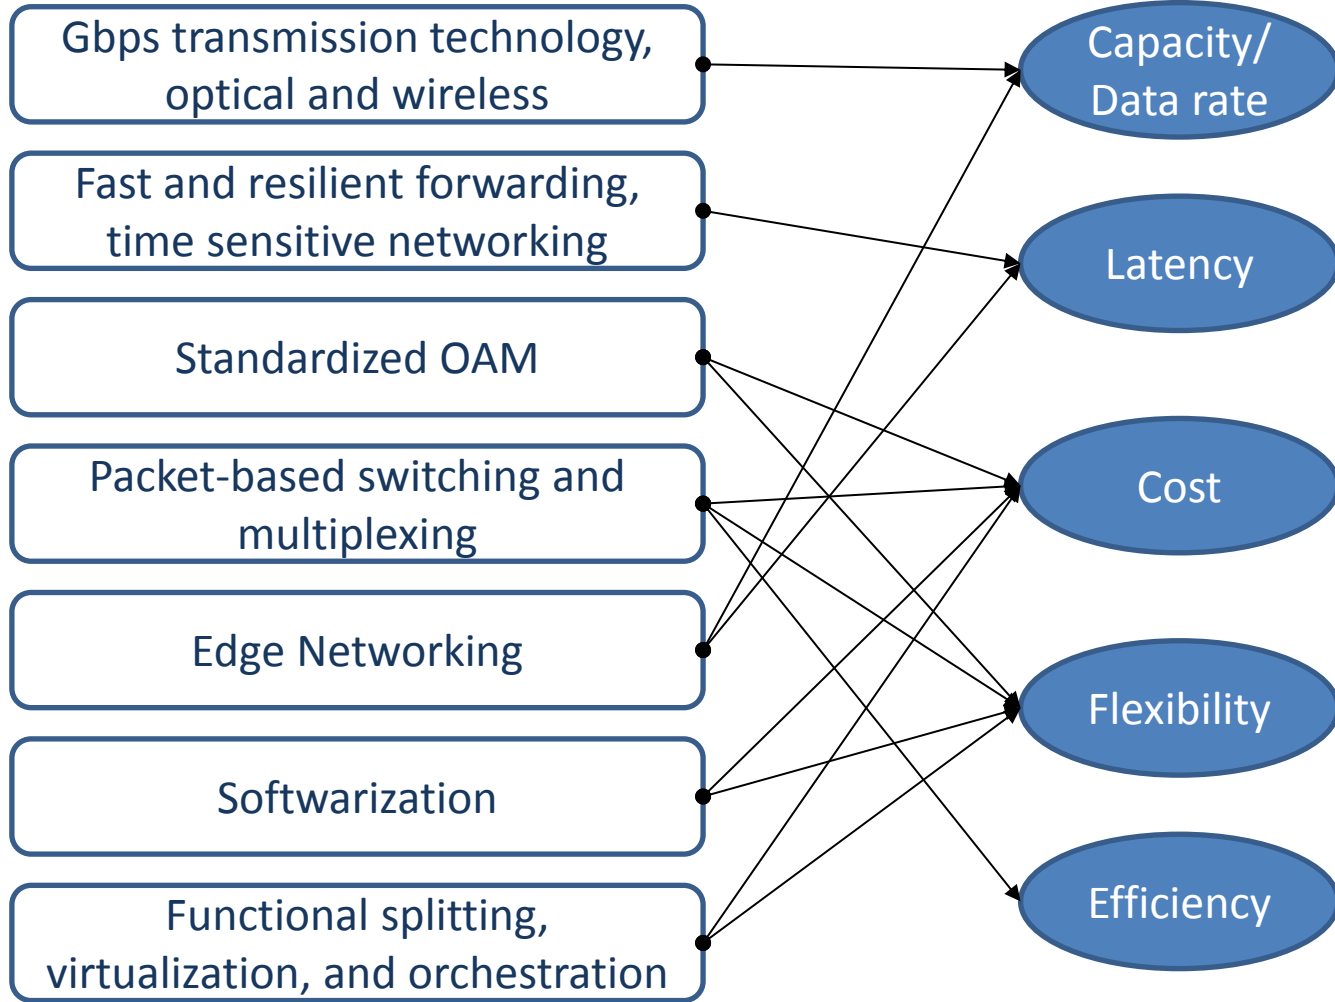 Gbps transmission technology,
optical and wireless
Fast and resilient forwarding,
time sensitive networking
Standardized OAM
Packet-based switching and
multiplexing
Edge Networking
Softwarization
Functional splitting,
virtualization, and orchestration
Capacity/
Data rate
Latency
Cost
Flexibility
Efficiency